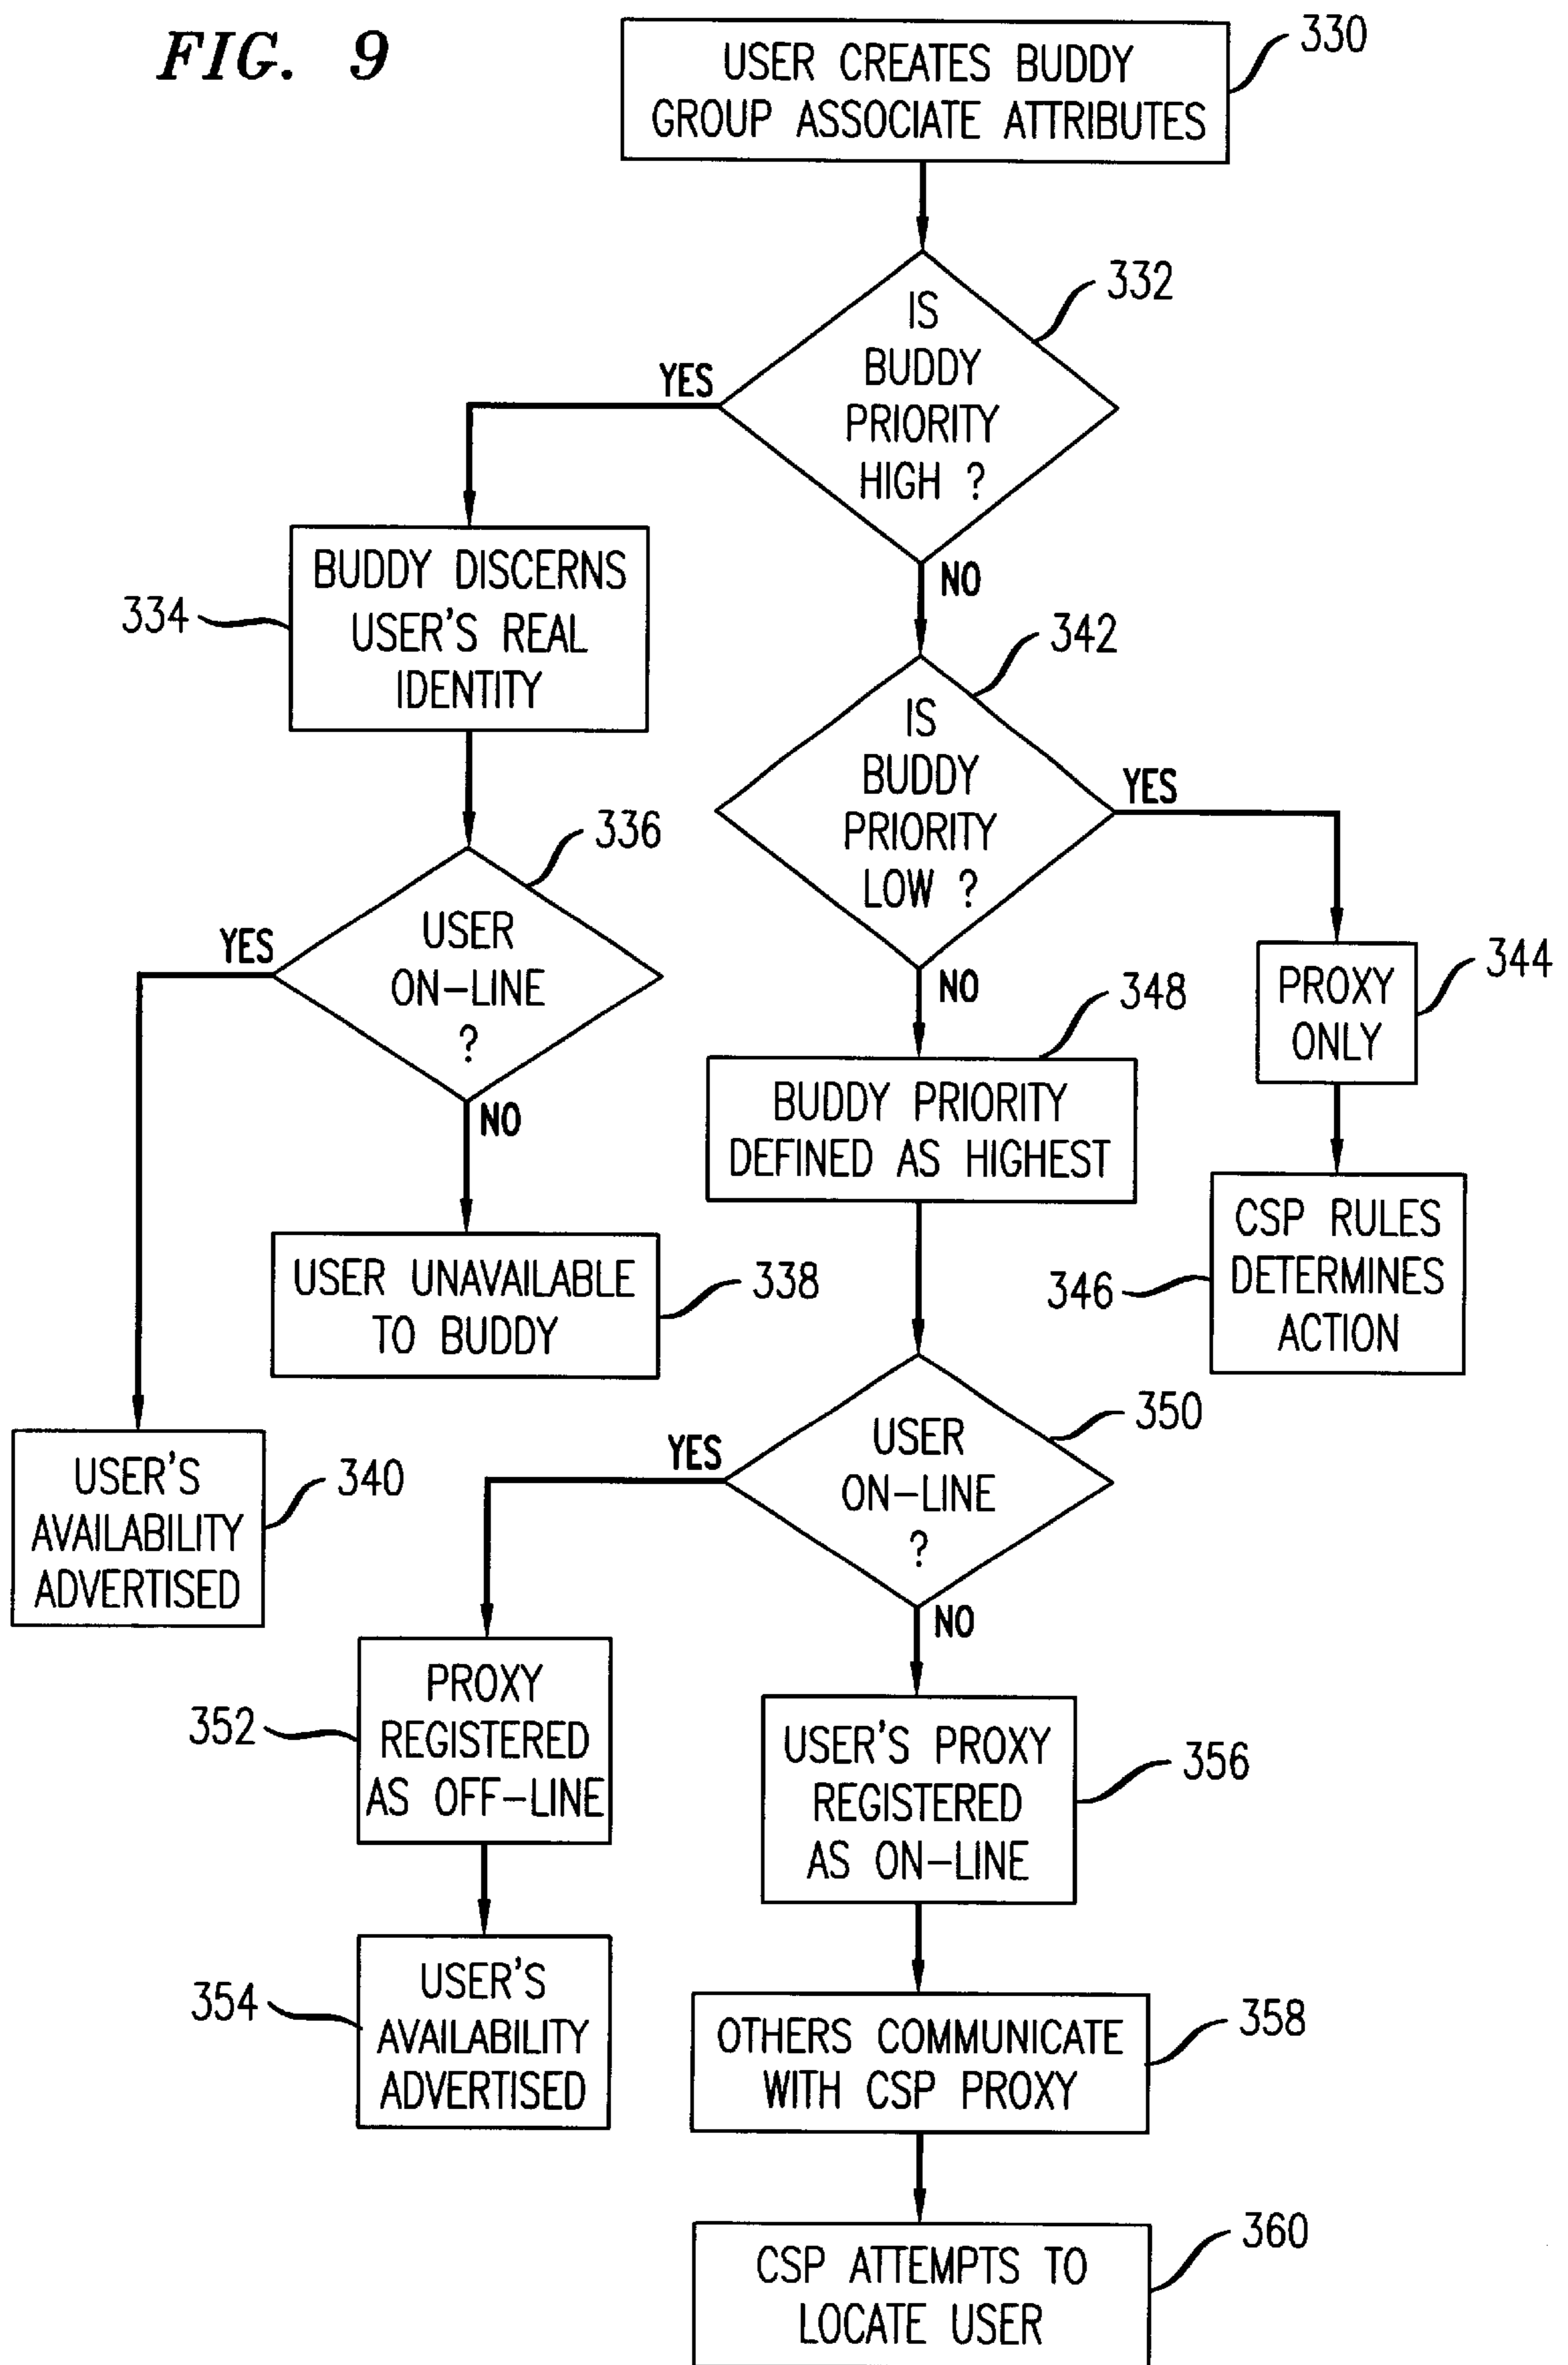 FIG. 9
330
USER CREATES BUDDY
GROUP ASSOCIATE ATTRIBUTES
332
IS
BUDDY
PRIORITY
HIGH ?
YES
NO
334
BUDDY DISCERNS
USER'S REAL
IDENTITY
342
IS
BUDDY
PRIORITY
LOW ?
YES
NO
336
USER
ON-LINE
?
YES
NO
344
PROXY
ONLY
348
BUDDY PRIORITY
DEFINED AS HIGHEST
346
CSP RULES
DETERMINES
ACTION
338
USER UNAVAILABLE
TO BUDDY
340
USER'S
AVAILABILITY
ADVERTISED
350
USER
ON-LINE
?
YES
NO
352
PROXY
REGISTERED
AS OFF-LINE
356
USER'S PROXY
REGISTERED
AS ON-LINE
354
USER'S
AVAILABILITY
ADVERTISED
358
OTHERS COMMUNICATE
WITH CSP PROXY
360
CSP ATTEMPTS TO
LOCATE USER